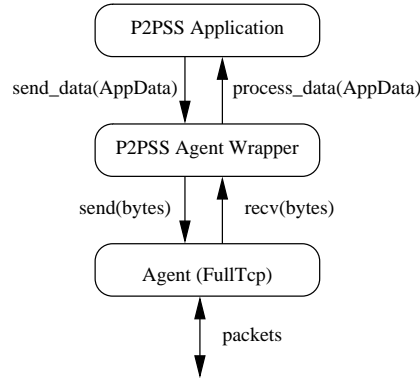 P2PSS Application
send_data(AppData)
process_data(AppData)
P2PSS Agent Wrapper
send(bytes)
recv(bytes)
Agent (FullTcp)
packets